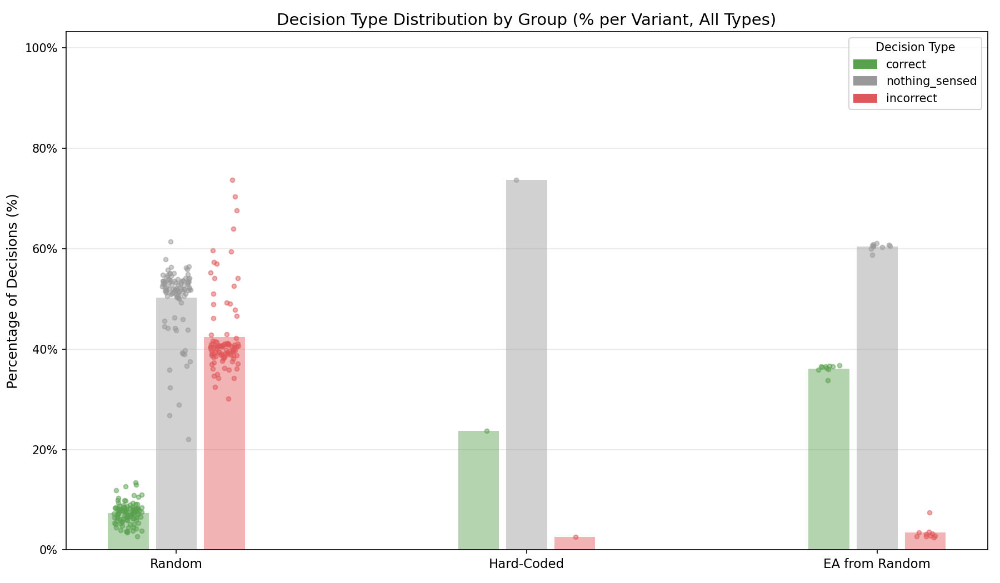 Decision Type Distribution by Group (% per Variant, All Types)
Percentage of Decisions (%)
100%
80%
60%
40%
20%
0%
Decision Type
correct
nothing_sensed
incorrect
Random
Hard-Coded
EA from Random